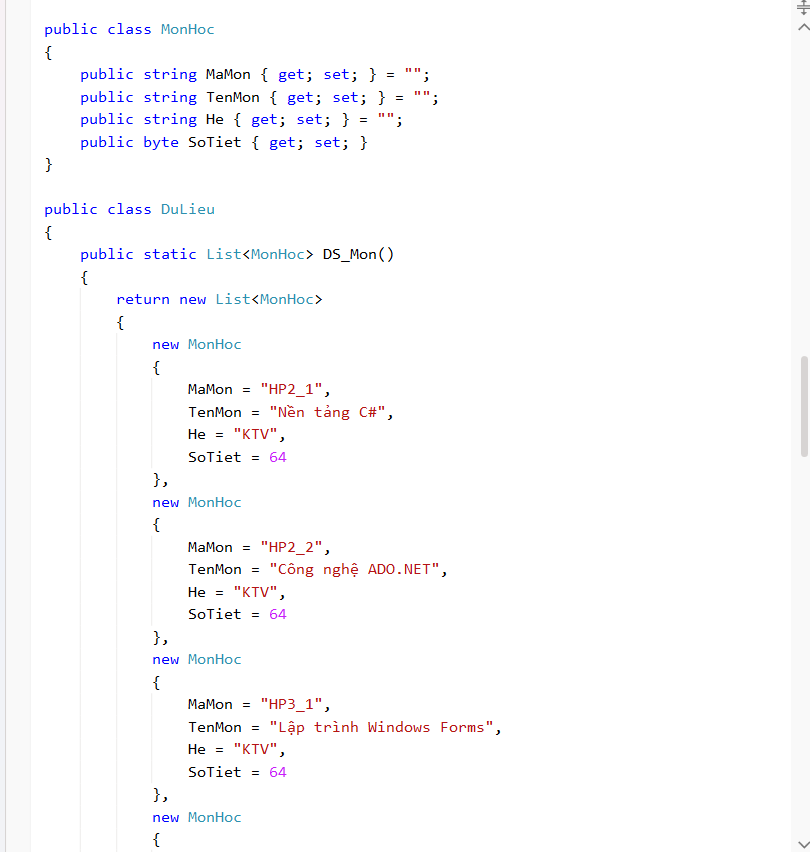 public class MonHoc
{
    public string MaMon { get; set; } = "";
    public string TenMon { get; set; } = "";
    public string He { get; set; } = "";
    public byte SoTiet { get; set; }
}

public class DuLieu
{
    public static List<MonHoc> DS_Mon()
    {
        return new List<MonHoc>
        {
            new MonHoc
            {
                MaMon = "HP2_1",
                TenMon = "Nền tảng C#",
                He = "KTV",
                SoTiet = 64
            },
            new MonHoc
            {
                MaMon = "HP2_2",
                TenMon = "Công nghệ ADO.NET",
                He = "KTV",
                SoTiet = 64
            },
            new MonHoc
            {
                MaMon = "HP3_1",
                TenMon = "Lập trình Windows Forms",
                He = "KTV",
                SoTiet = 64
            },
            new MonHoc
            {